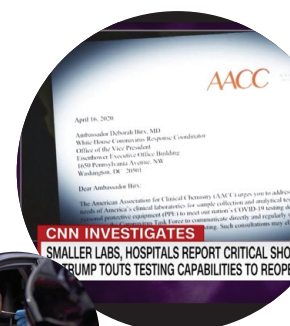 AACC
April 16, 2020
Ambassador Deborah Birx, MD
White House Coronavirus Response Coordinator
Office of the Vice President
Eisenhower Executive Office Building
1650 Pennsylvania Avenue, NW
Washington, DC 20501
Dear Ambassador Birx,
The American Association for Clinical Chemistry (AACC) urges you to address
needs of America's clinical laboratories for sample collection and analytical
personal protective equipment (PPE) to meet our nation's COVID-19 testing
Task Force to communicate directly and regularly
Such consultations may
CNN INVESTIGATES
SMALLER LABS, HOSPITALS REPORT CRITICAL SHO
TRUMP TOUTS TESTING CAPABILITIES TO REOPE